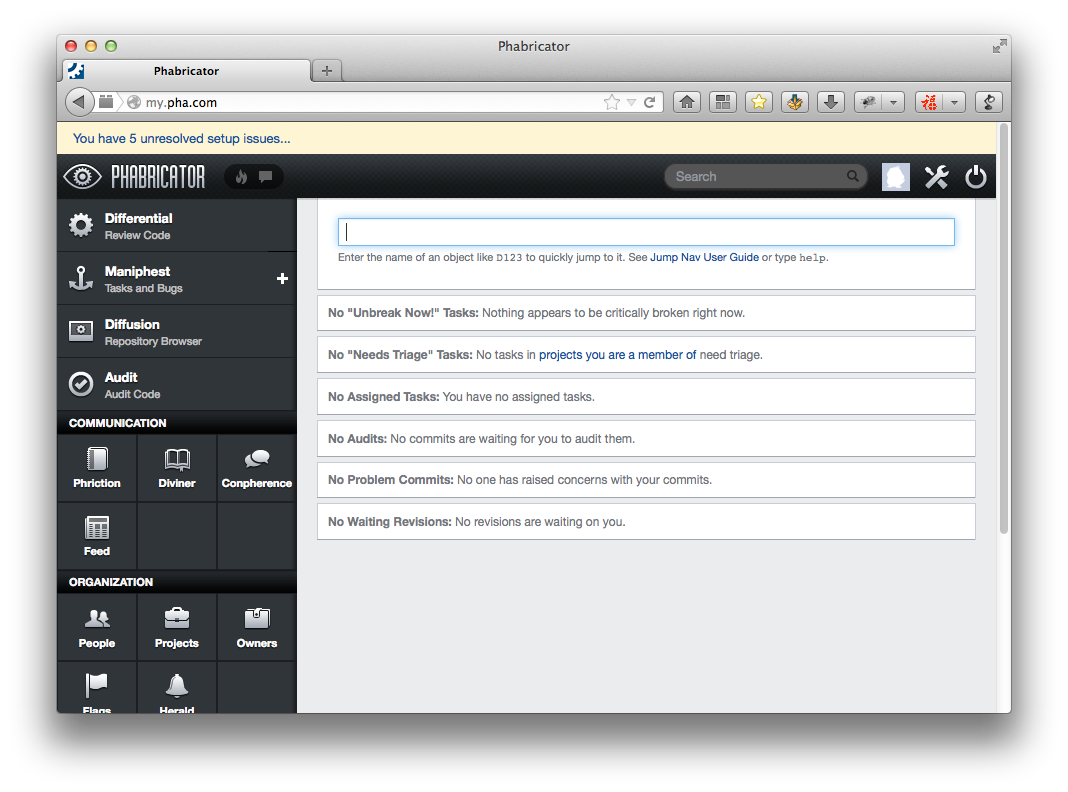 Phabricator
Phabricator
my.pha.com
You have 5 unresolved setup issues...
PHABRICATOR
Search
Differential
Review Code
Maniphest
Tasks and Bugs
Diffusion
Repository Browser
Audit
Audit Code
COMMUNICATION
Phriction Diviner Conpherence
Feed
ORGANIZATION
People Projects Owners
Flags Herald
Enter the name of an object like D123 to quickly jump to it. See Jump Nav User Guide or type help.
No "Unbreak Now!" Tasks: Nothing appears to be critically broken right now.
No "Needs Triage" Tasks: No tasks in projects you are a member of need triage.
No Assigned Tasks: You have no assigned tasks.
No Audits: No commits are waiting for you to audit them.
No Problem Commits: No one has raised concerns with your commits.
No Waiting Revisions: No revisions are waiting on you.